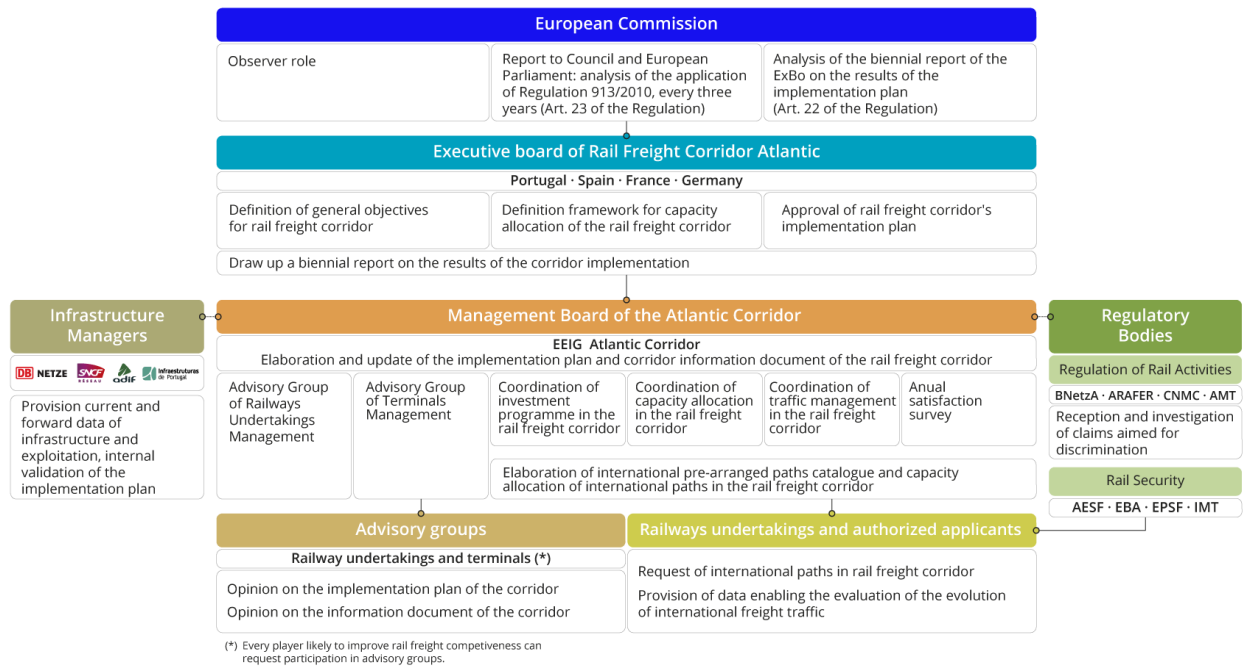 European Commission
Observer role
Report to Council and European
Parliament: analysis of the application
of Regulation 913/2010, every three
years (Art. 23 of the Regulation)
Analysis of the biennial report of the
ExBo on the results of the
implementation plan
(Art. 22 of the Regulation)
Executive board of Rail Freight Corridor Atlantic
Portugal · Spain · France · Germany
Definition of general objectives
for rail freight corridor
Definition framework for capacity
allocation of the rail freight corridor
Approval of rail freight corridor's
implementation plan
Draw up a biennial report on the results of the corridor implementation
Infrastructure
Managers
DB NETZE
SNCF
RÉSEAU
adif
Infraestruturas
de Portugal
Provision current and
forward data of
infrastructure and
exploitation, internal
validation of the
implementation plan
Management Board of the Atlantic Corridor
EEIG Atlantic Corridor
Elaboration and update of the implementation plan and corridor information document of the rail freight corridor
Advisory Group
of Railways
Undertakings
Management
Advisory Group
of Terminals
Management
Coordination of
investment
programme in the
rail freight corridor
Coordination of
capacity allocation
in the rail freight
corridor
Coordination of
traffic management
in the rail freight
corridor
Anual
satisfaction
survey
Elaboration of international pre-arranged paths catalogue and capacity
allocation of international paths in the rail freight corridor
Regulatory
Bodies
Regulation of Rail Activities
BNetzA · ARAFER · CNMC · AMT
Reception and investigation
of claims aimed for
discrimination
Rail Security
AESF · EBA · EPSF · IMT
Advisory groups
Railway undertakings and terminals (*)
Opinion on the implementation plan of the corridor
Opinion on the information document of the corridor
Railways undertakings and authorized applicants
Request of international paths in rail freight corridor
Provision of data enabling the evaluation of the evolution
of international freight traffic
(*) Every player likely to improve rail freight competiveness can
request participation in advisory groups.